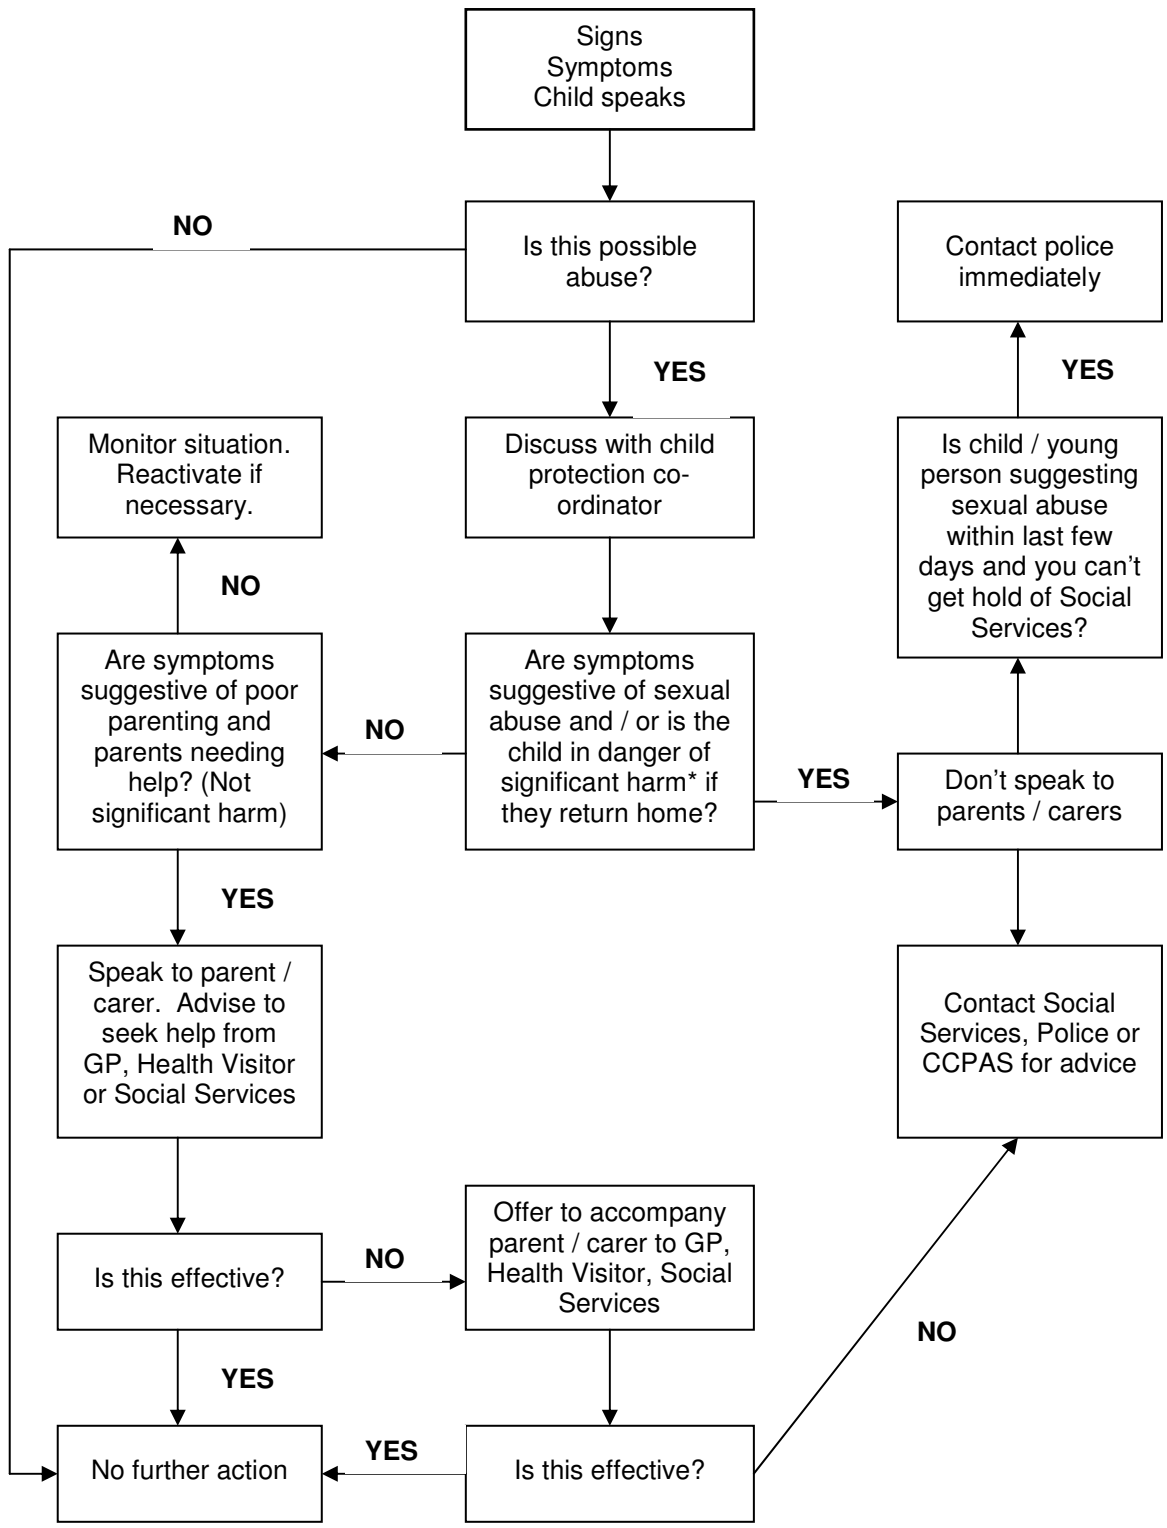 Signs
Symptoms
Child speaks
NO
Is this possible
abuse?
Contact police
immediately
YES
YES
Monitor situation.
Reactivate if
necessary.
Discuss with child
protection co-
ordinator
Is child / young
person suggesting
sexual abuse
within last few
days and you can't
get hold of Social
Services?
NO
Are symptoms
suggestive of poor
parenting and
parents needing
help? (Not
significant harm)
NO
Are symptoms
suggestive of sexual
abuse and / or is the
child in danger of
significant harm* if
they return home?
YES
Don't speak to
parents / carers
YES
Speak to parent /
carer.  Advise to
seek help from
GP, Health Visitor
or Social Services
Contact Social
Services, Police or
CCPAS for advice
Is this effective?
NO
Offer to accompany
parent / carer to GP,
Health Visitor, Social
Services
NO
YES
No further action
YES
Is this effective?